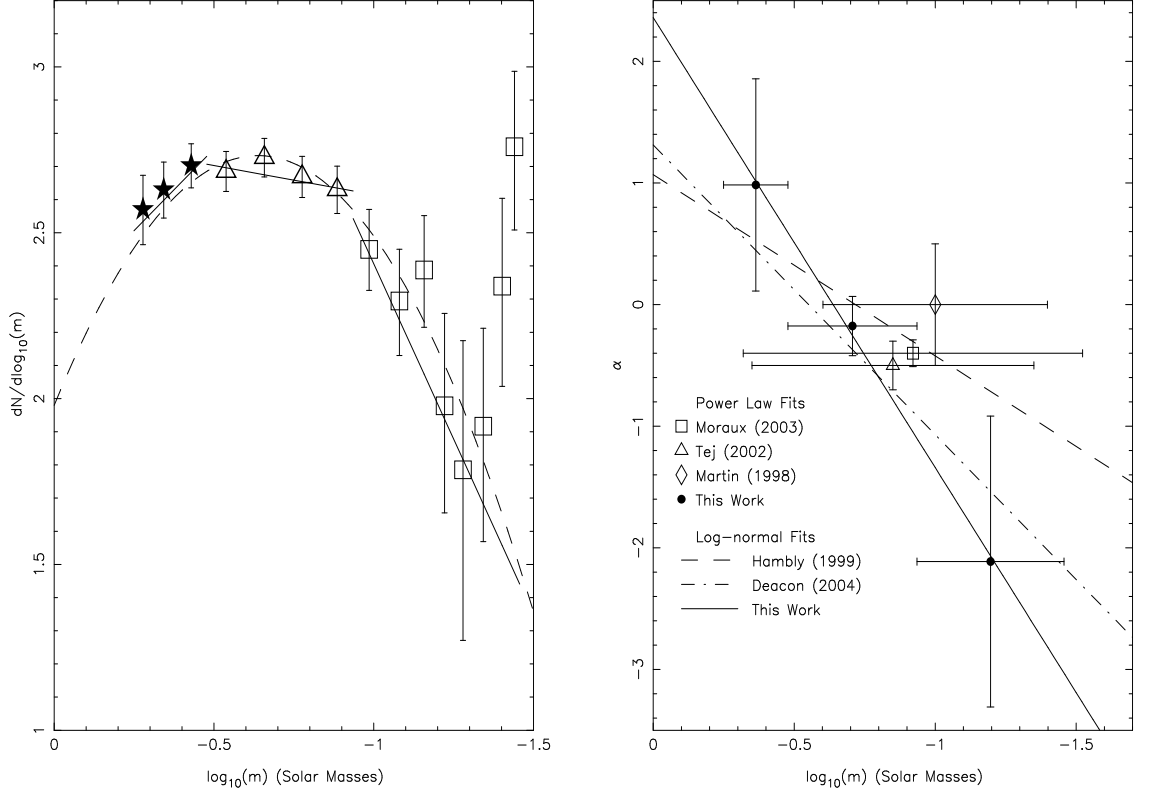 3
2.5
2
1.5
1
dN/dlog10(m)
0
−0.5
−1
−1.5
log10(m) (Solar Masses)
2
1
0
−1
−2
−3
α
Power Law Fits
Moraux (2003)
Tej (2002)
Martin (1998)
This Work
Log−normal Fits
Hambly (1999)
Deacon (2004)
This Work
0
−0.5
−1
−1.5
log10(m) (Solar Masses)